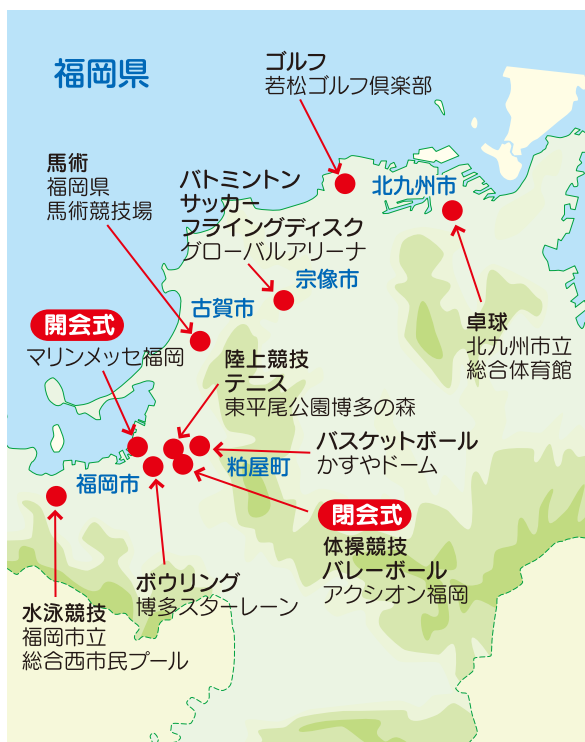 福岡県
ゴルフ
若松ゴルフ倶楽部
馬術
福岡県
馬術競技場
バトミントン
サッカー
フライングディスク
グローバルアリーナ
北九州市
宗像市
古賀市
卓球
北九州市立
総合体育館
開会式
マリンメッセ福岡
陸上競技
テニス
東平尾公園博多の森
バスケットボール
かすやドーム
粕屋町
福岡市
閉会式
体操競技
バレーボール
アクシオン福岡
ボウリング
博多スターレーン
水泳競技
福岡市立
総合西市民プール